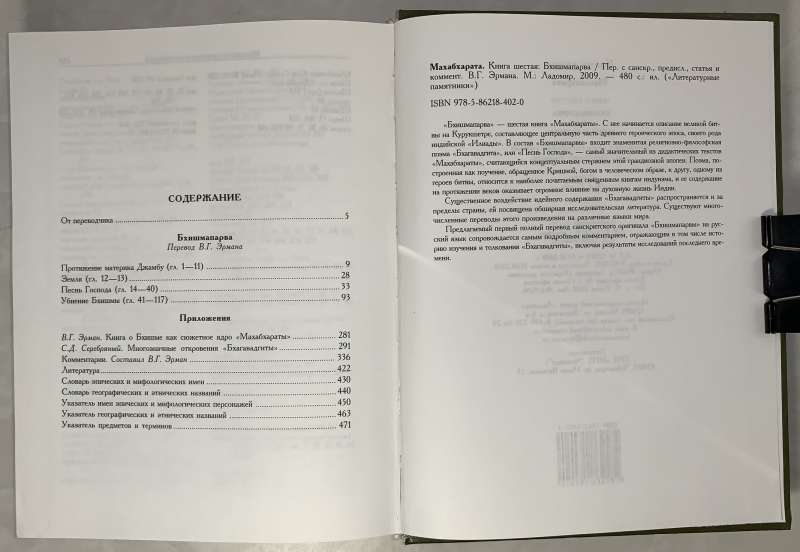 СОДЕРЖАНИЕ
От переводчика 5
Бхишмапарва
Перевод В.Г. Эрмана
Протяжение материка Джамбу (гл. 1—11) 9
Земля (гл. 12—13) 28
Песнь Господа (гл. 14—40) 33
Убиение Бхишмы (гл. 41—117) 93
Приложения
В.Г. Эрман. Книга о Бхишме как сюжетное ядро «Махабхараты» 281
С.Д. Серебряный. Многозначные откровения «Бхагавадгиты» 291
Комментарии. Составил В.Г. Эрман 336
Литература 422
Словарь эпических и мифологических имен 430
Словарь географических и этнических названий 440
Указатель имен эпических и мифологических персонажей 450
Указатель географических и этнических названий 463
Указатель предметов и терминов 471
Махабхарата. Книга шестая: Бхишмапарва / Пер. с санскр., предисл., статья и
коммент. В.Г. Эрмана. М.: Ладомир, 2009. — 480 с.: ил. («Литературные
памятники»)
ISBN 978-5-86218-402-0
«Бхишмапарва» — шестая книга «Махабхараты». С нее начинается описание великой бит-
вы на Курукшетре, составляющее центральную часть древнего героического эпоса, своего рода
индийской «Илиады». В состав «Бхишмапарвы» входит знаменитая религиозно-философская
поэма «Бхагавадгита», или «Песнь Господа», — самый значительный из дидактических текстов
«Махабхараты», считающийся концептуальным стержнем этой грандиозной эпопеи. Поэма, по-
строенная как поучение, обращенное Кришной, богом в человеческом образе, к другу, одному из
героев битвы, относится к наиболее почитаемым священным книгам индуизма, и ее содержание
на протяжении веков оказывает огромное влияние на духовную жизнь Индии.
Существенное воздействие идейного содержания «Бхагавадгиты» распространяется и за
пределы страны, ей посвящена обширная исследовательская литература. Существуют много-
численные переводы этого произведения на различные языки мира.
Предлагаемый первый полный перевод санскритского оригинала «Бхишмапарвы» на рус-
ский язык сопровождается самым подробным комментарием, отражающим в том числе исто-
рию изучения и толкования «Бхагавадгиты», включая результаты исследований последнего вре-
мени.